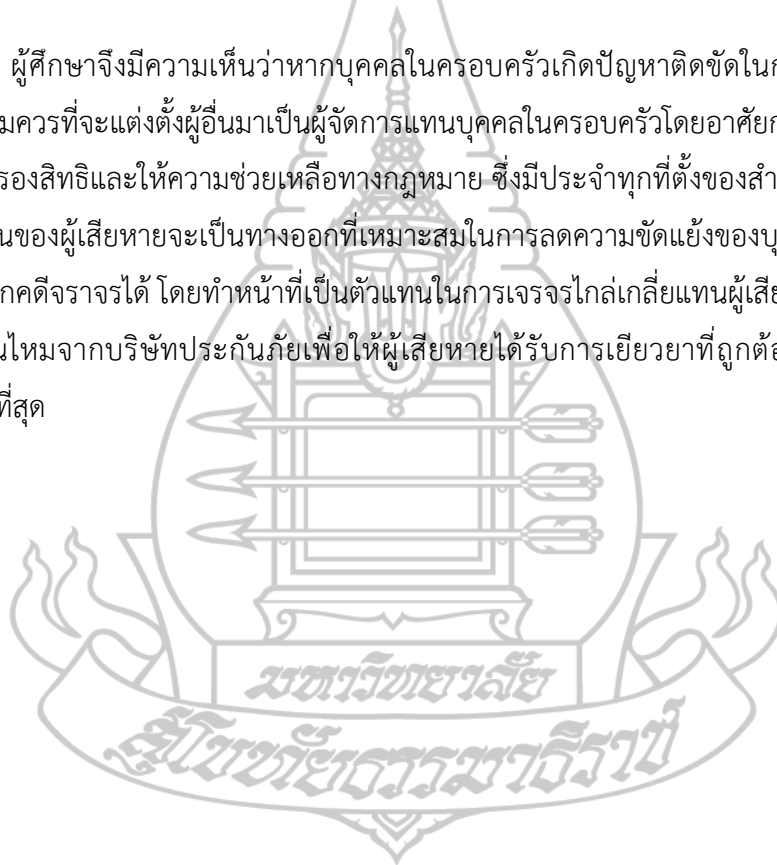 ผู้ศึกษาจึงมีความเห็นว่าหากบุคคลในครอบครัวเกิดปัญหาติดขัดใน
มควรที่จะแต่งตั้งผู้อื่นมาเป็นผู้จัดการแทนบุคคลในครอบครัวโดยอาศัย
รองสิทธิและให้ความช่วยเหลือทางกฎหมาย ซึ่งมีประจำทุกที่ตั้งของสำ
นของผู้เสียหายจะเป็นทางออกที่เหมาะสมในการลดความขัดแย้งของบุ
กคดีจราจรได้ โดยทำหน้าที่เป็นตัวแทนในการเจรจรไกล่เกลี่ยแทนผู้เสีย
นไหมจากบริษัทประกันภัยเพื่อให้ผู้เสียหายได้รับการเยียวยาที่ถูกต้อ
ที่สุด
มหาวิทยาลัย
สุโขทัยธรรมาธิราช